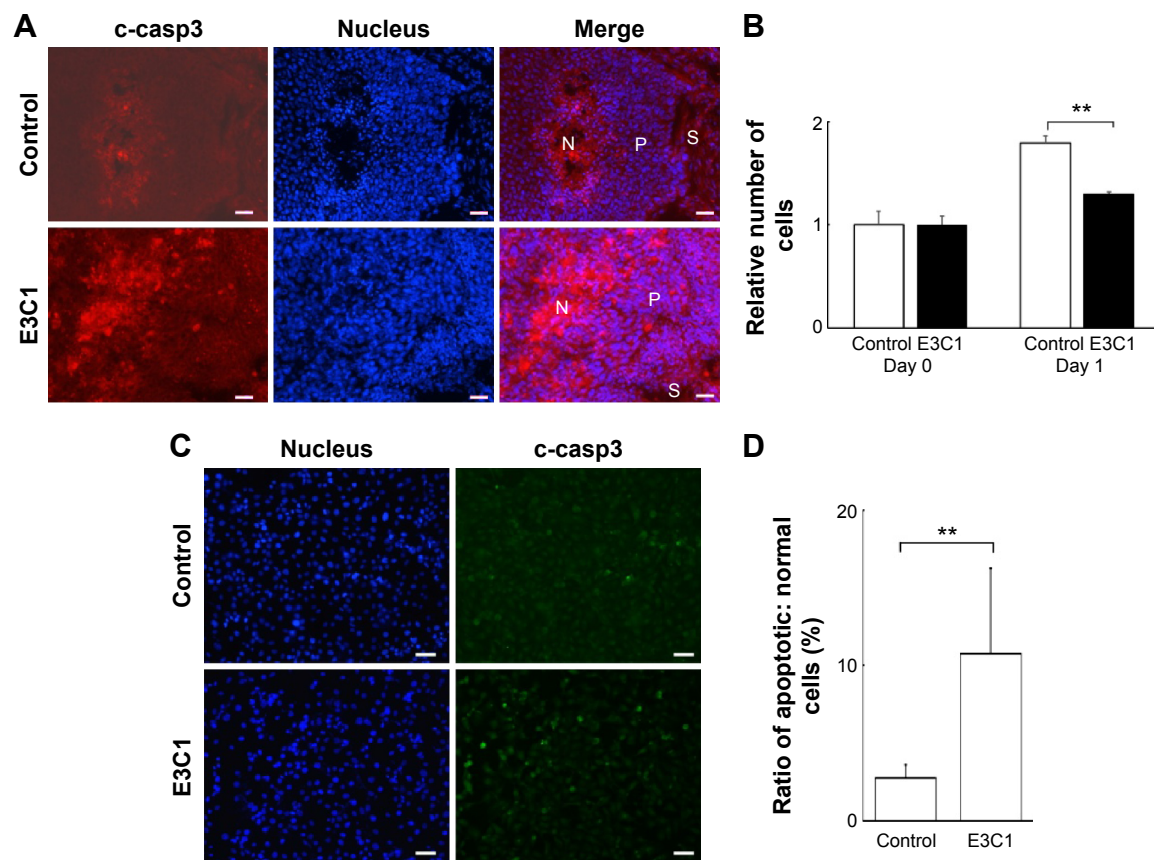 A
c-casp3
Nucleus
Merge
Control
N
P
S
E3C1
N
P
S
B
Relative number of
cells
2
1
0
**
Control E3C1
Control E3C1
Day 0
Day 1
C
Nucleus
c-casp3
Control
E3C1
D
Ratio of apoptotic: normal
cells (%)
20
10
0
**
Control
E3C1